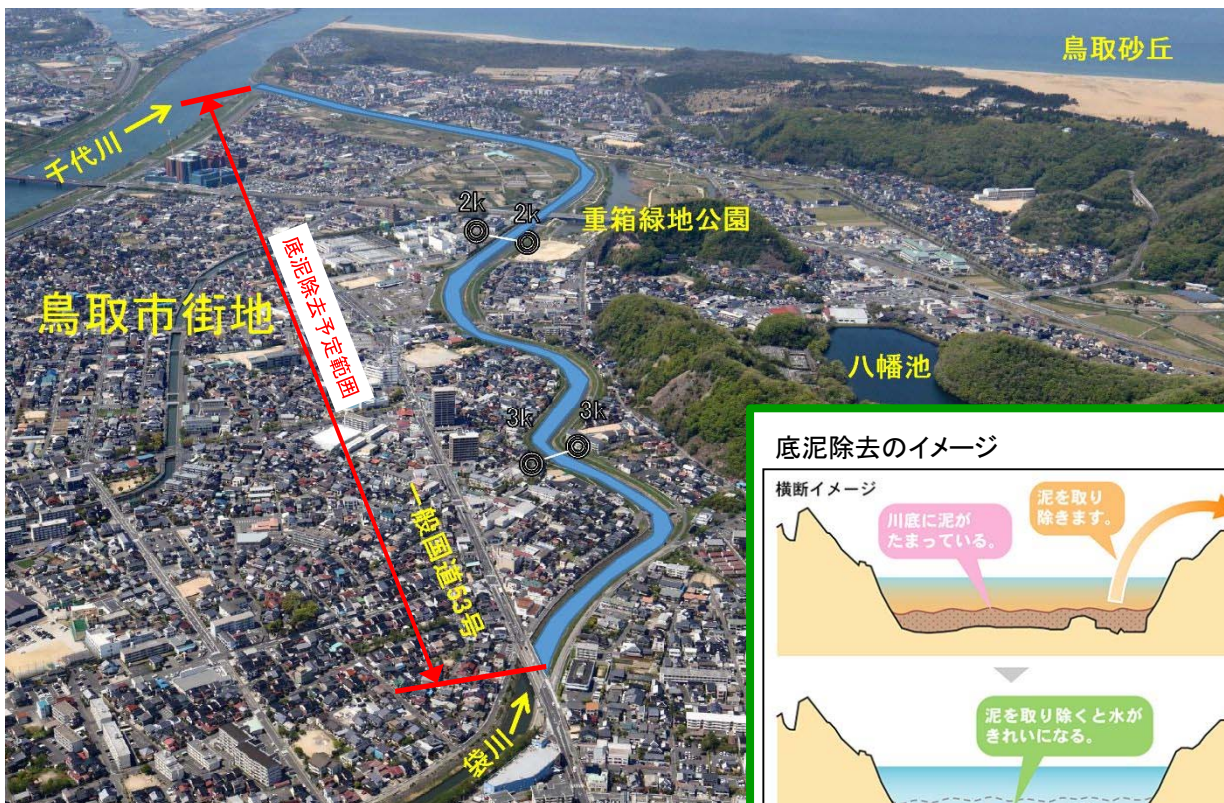 鳥取砂丘
千代川
2k
2k
重箱緑地公園
底泥除去予定範囲
鳥取市街地
八幡池
3k
3k
一般国道53号
袋川
底泥除去のイメージ
横断イメージ
泥を取り
除きます。
川底に泥が
たまっている。
泥を取り除くと水が
きれいになる。